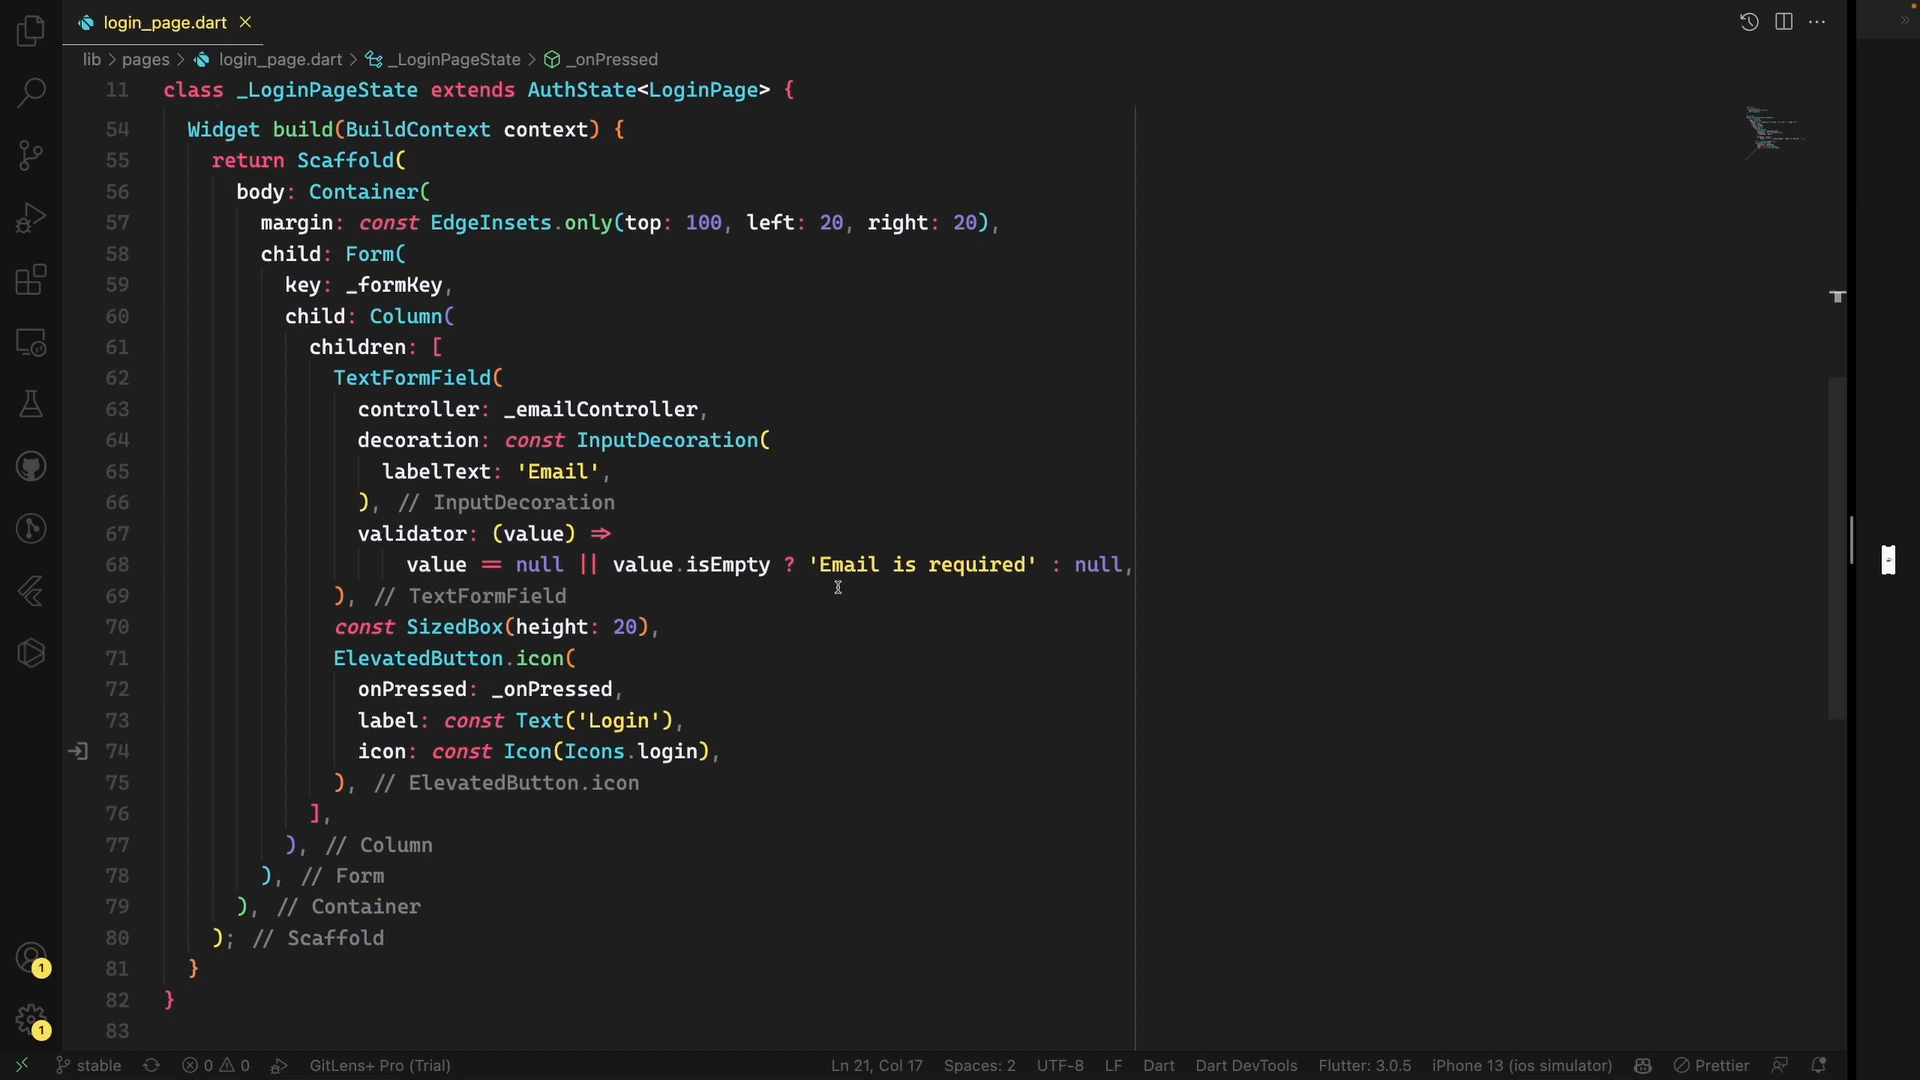 login_page.dart
lib > pages > login_page.dart > _LoginPageState > _onPressed
11 class _LoginPageState extends AuthState<LoginPage> {
54 Widget build(BuildContext context) {
55 return Scaffold(
56 body: Container(
57 margin: const EdgeInsets.only(top: 100, left: 20, right: 20),
58 child: Form(
59 key: _formKey,
60 child: Column(
61 children: [
62 TextFormField(
63 controller: _emailController,
64 decoration: const InputDecoration(
65 labelText: 'Email',
66 ), // InputDecoration
67 validator: (value) =>
68 value == null || value.isEmpty ? 'Email is required' : null,
69 ), // TextFormField
70 const SizedBox(height: 20),
71 ElevatedButton.icon(
72 onPressed: _onPressed,
73 label: const Text('Login'),
74 icon: const Icon(Icons.login),
75 ), // ElevatedButton.icon
76 ],
77 ), // Column
78 ), // Form
79 ), // Container
80 ); // Scaffold
81 }
82 }
83
1
1
stable 0 0 GitLens+ Pro (Trial) Ln 21, Col 17 Spaces: 2 UTF-8 LF Dart Dart DevTools Flutter: 3.0.5 iPhone 13 (ios simulator) Prettier